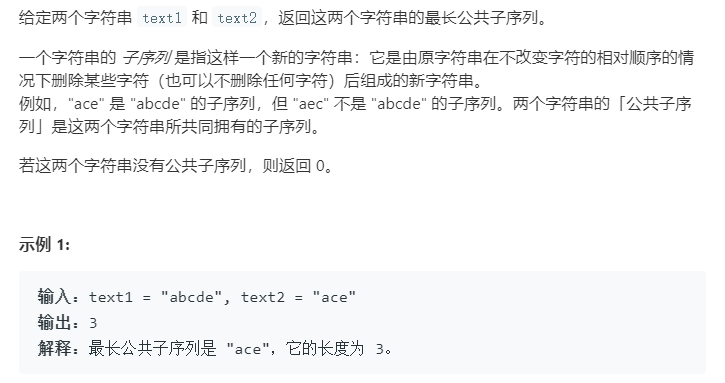 给定两个字符串 text1 和 text2，返回这两个字符串的最长公共子序列。
一个字符串的 子序列 是指这样一个新的字符串：它是由原字符串在不改变字符的相对顺序的情
况下删除某些字符（也可以不删除任何字符）后组成的新字符串。
例如，"ace" 是 "abcde" 的子序列，但 "aec" 不是 "abcde" 的子序列。两个字符串的「公共子序
列」是这两个字符串所共同拥有的子序列。
若这两个字符串没有公共子序列，则返回 0。
示例 1:
输入：text1 = "abcde", text2 = "ace"
输出：3
解释：最长公共子序列是 "ace"，它的长度为 3。